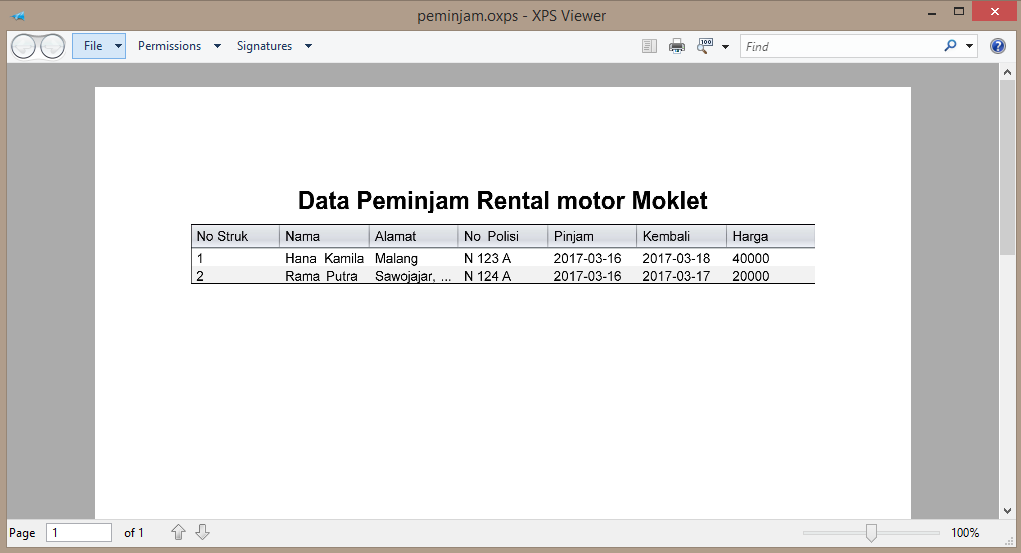 peminjam.oxps - XPS Viewer
File Permissions Signatures 100 Find ?
Data Peminjam Rental motor Moklet
No Struk Nama Alamat No Polisi Pinjam Kembali Harga
1 Hana Kamila Malang N 123 A 2017-03-16 2017-03-18 40000
2 Rama Putra Sawojajar, ... N 124 A 2017-03-16 2017-03-17 20000
Page 1 of 1 100%